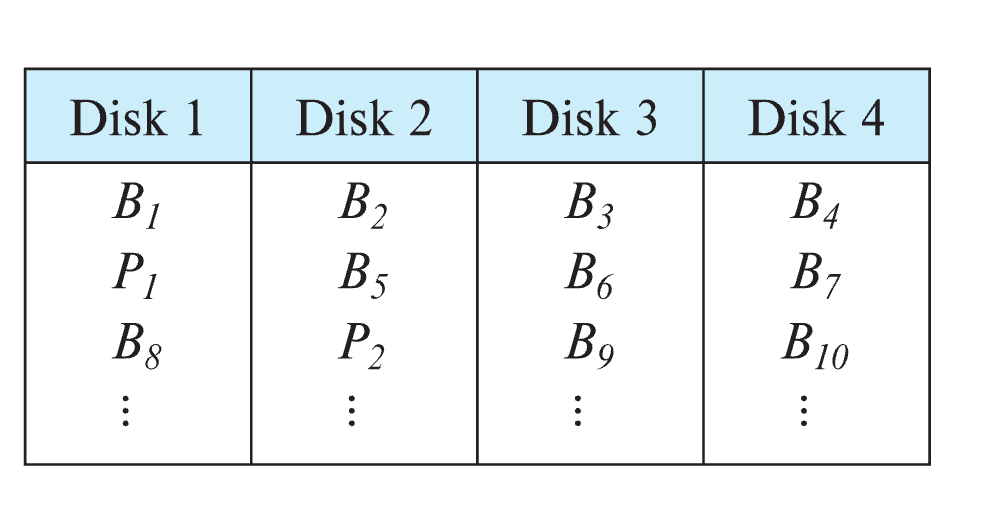 Disk 1 Disk 2 Disk 3 Disk 4
B1 B2 B3 B4
P1 B5 B6 B7
B8 P2 B9 B10
⋮ ⋮ ⋮ ⋮